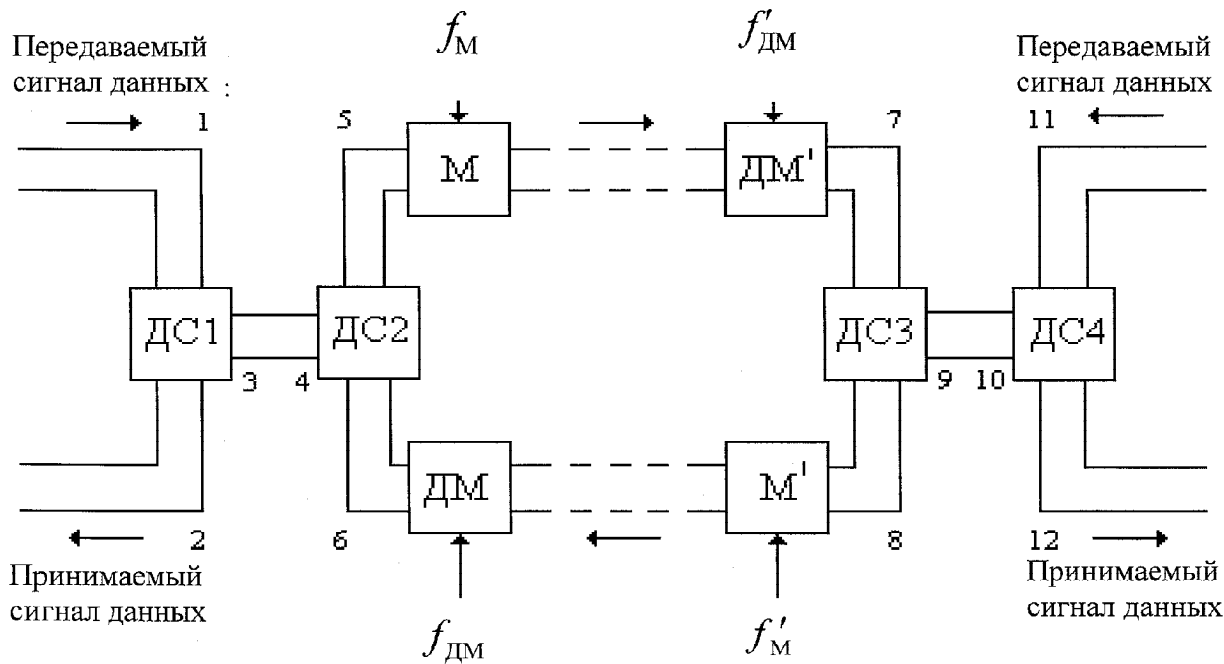 Передаваемый
сигнал данных :
f_М
f'_ДМ
Передаваемый
сигнал данных
1
5
7
11
М
ДМ'
ДС1
ДС2
ДС3
ДС4
3
4
9
10
ДМ
М'
2
6
8
12
Принимаемый
сигнал данных
f_ДМ
f'_М
Принимаемый
сигнал данных